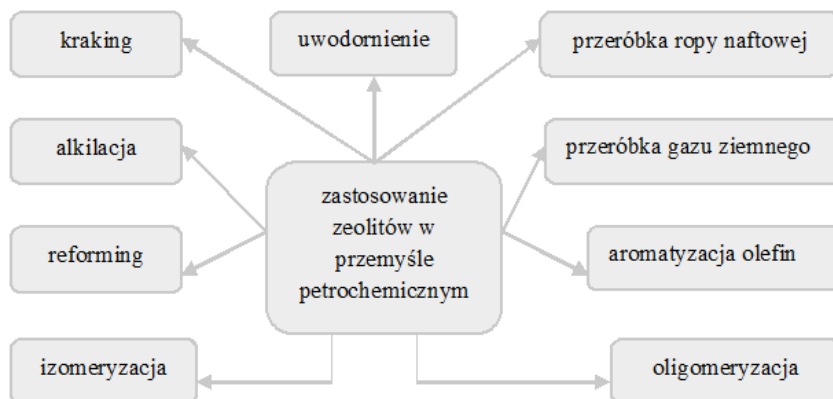 kraking
uwodornienie
przeróbka ropy naftowej
alkilacja
przeróbka gazu ziemnego
zastosowanie
zeolitów w
przemyśle
petrochemicznym
reforming
aromatyzacja olefin
izomeryzacja
oligomeryzacja